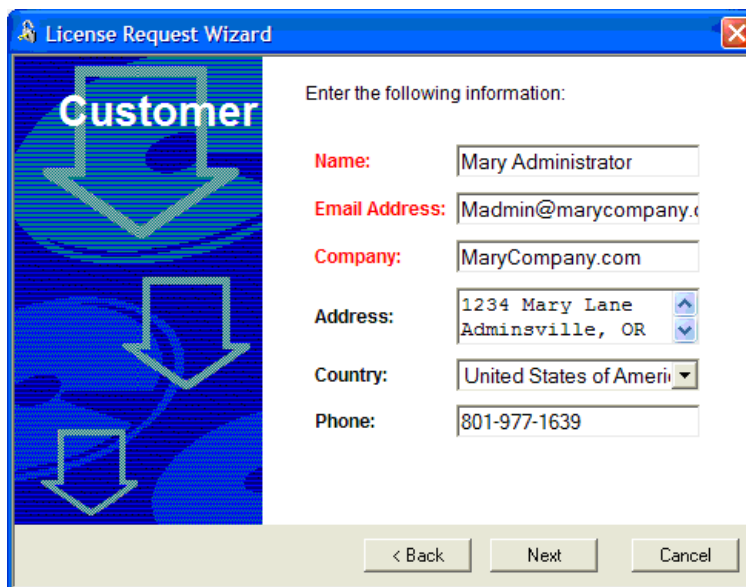 License Request Wizard
Customer
Enter the following information:
Name: Mary Administrator
Email Address: Madmin@marycompany.
Company: MaryCompany.com
Address: 1234 Mary Lane
Adminsville, OR
Country: United States of Ameri
Phone: 801-977-1639
< Back Next Cancel